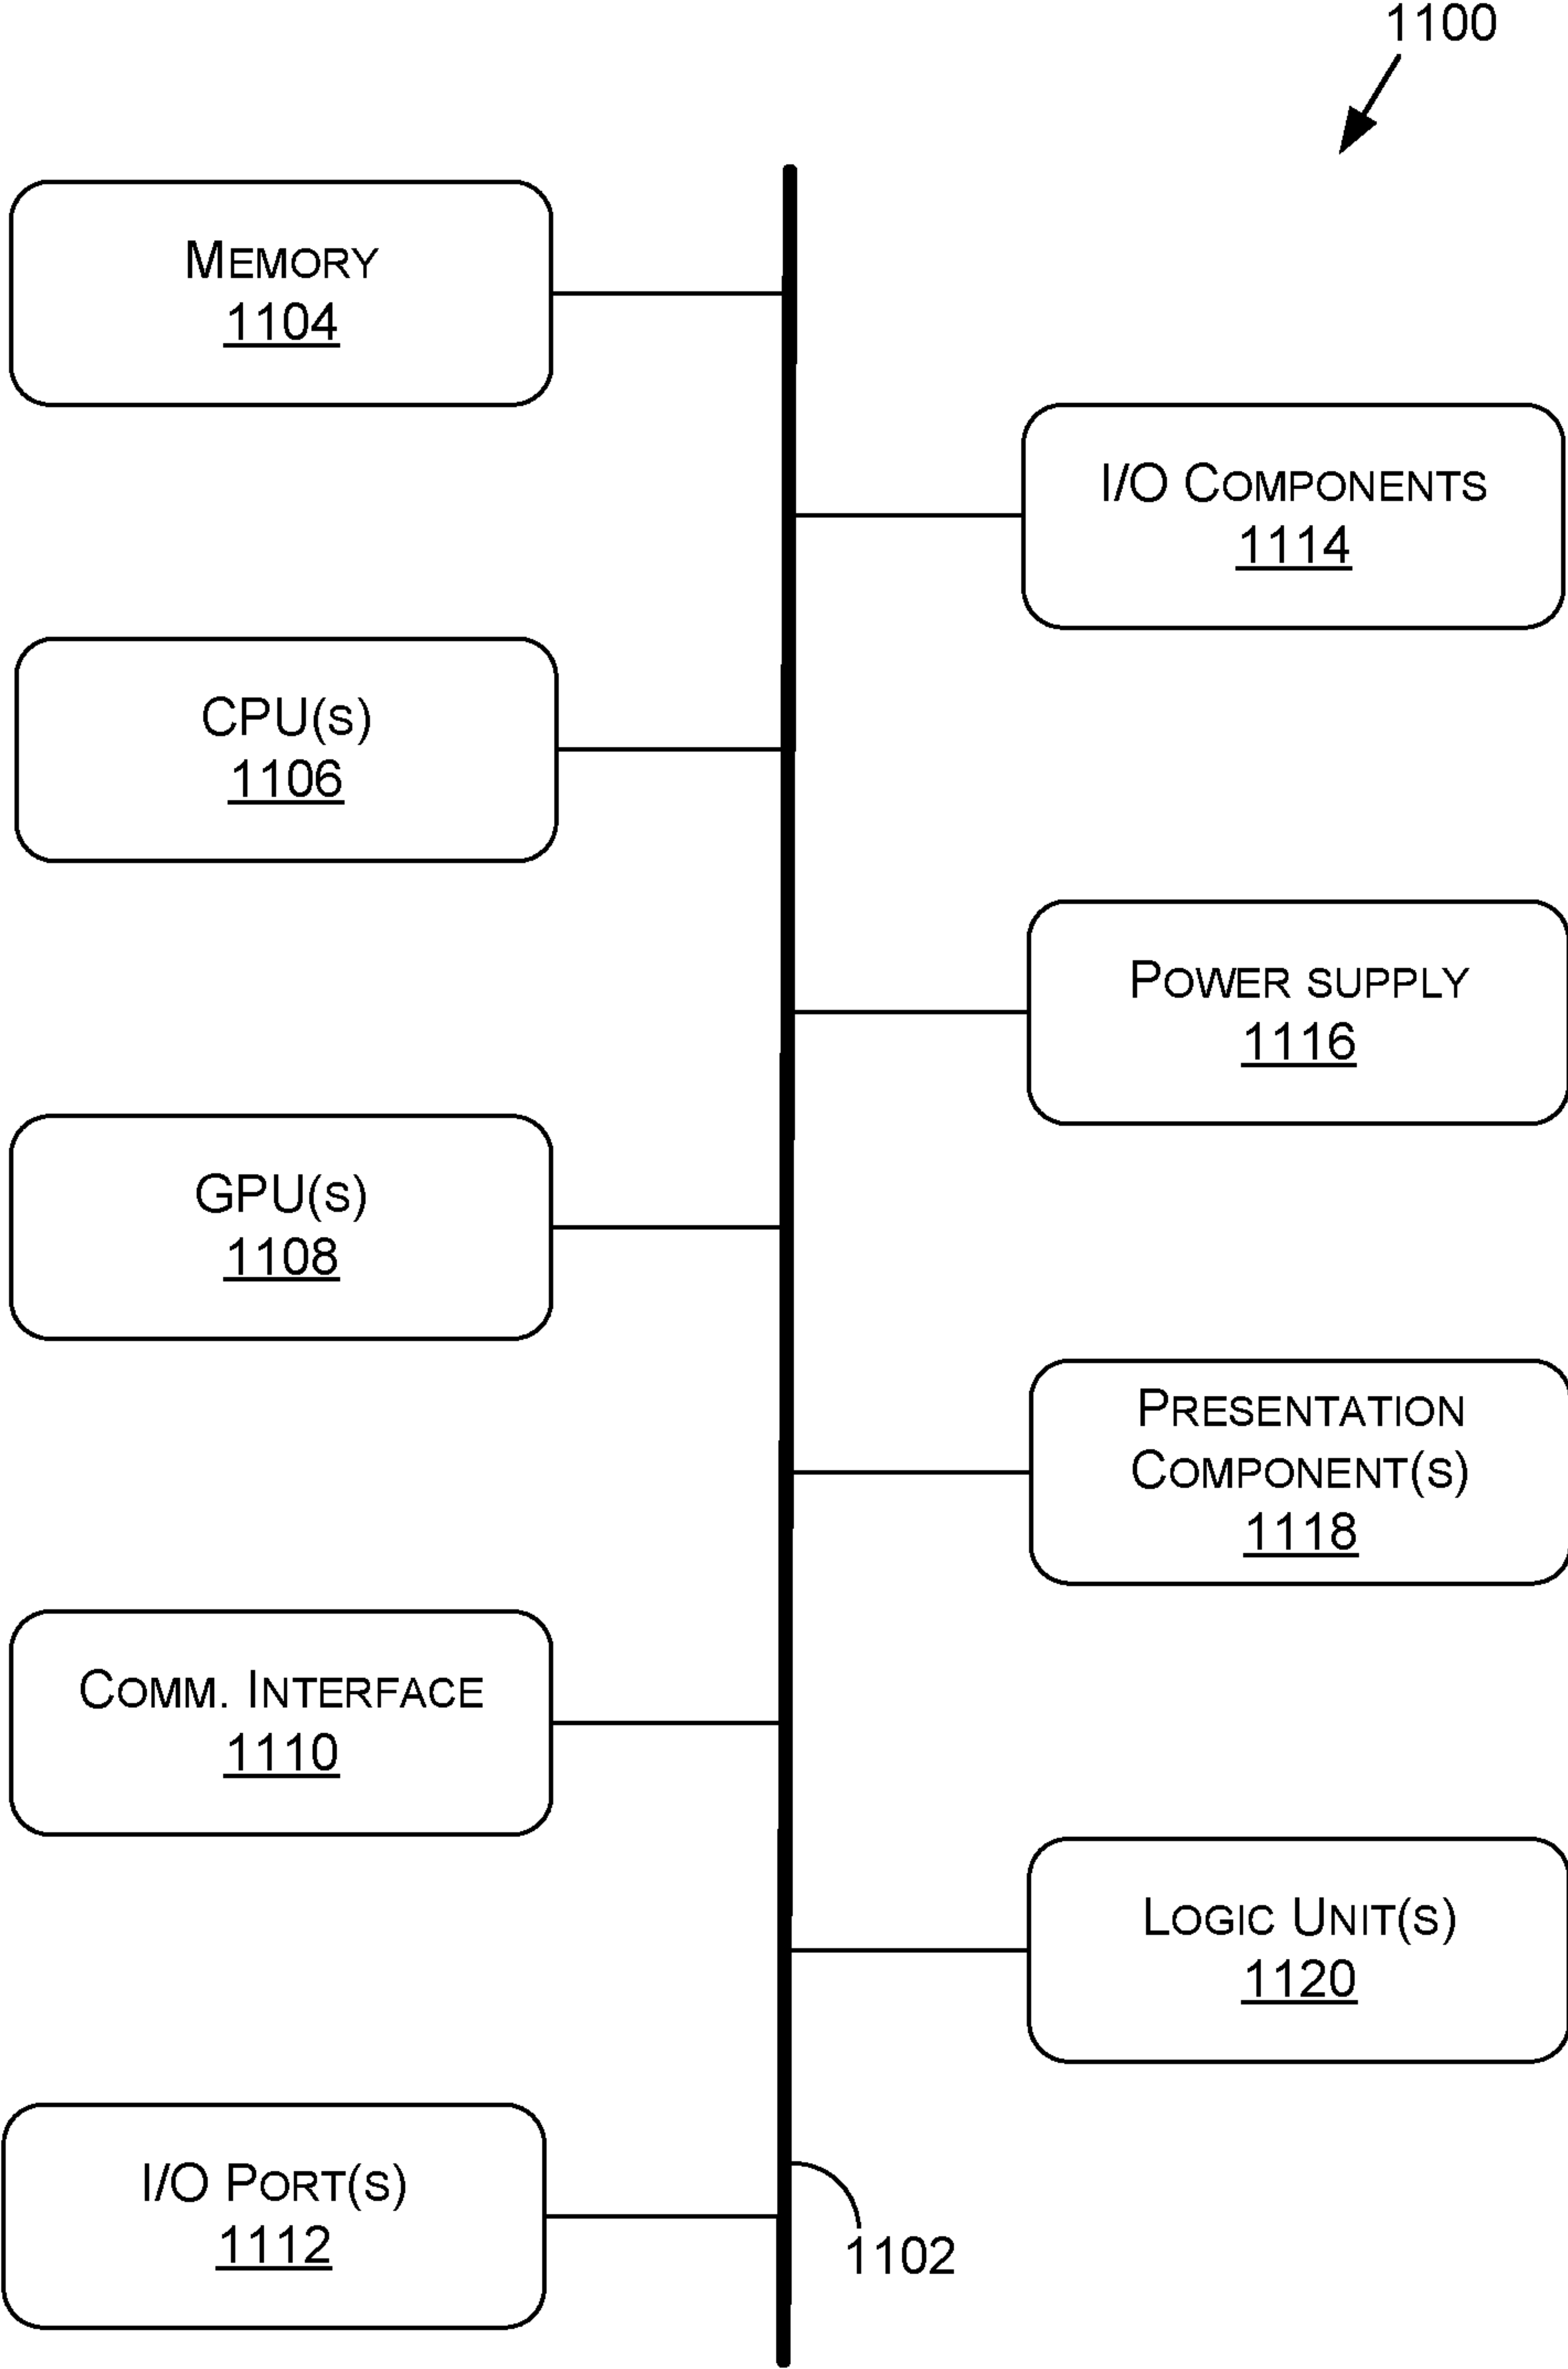 1100
MEMORY
1104
I/O COMPONENTS
1114
CPU(S)
1106
POWER SUPPLY
1116
GPU(S)
1108
PRESENTATION
COMPONENT(S)
1118
COMM. INTERFACE
1110
LOGIC UNIT(S)
1120
I/O PORT(S)
1112
1102